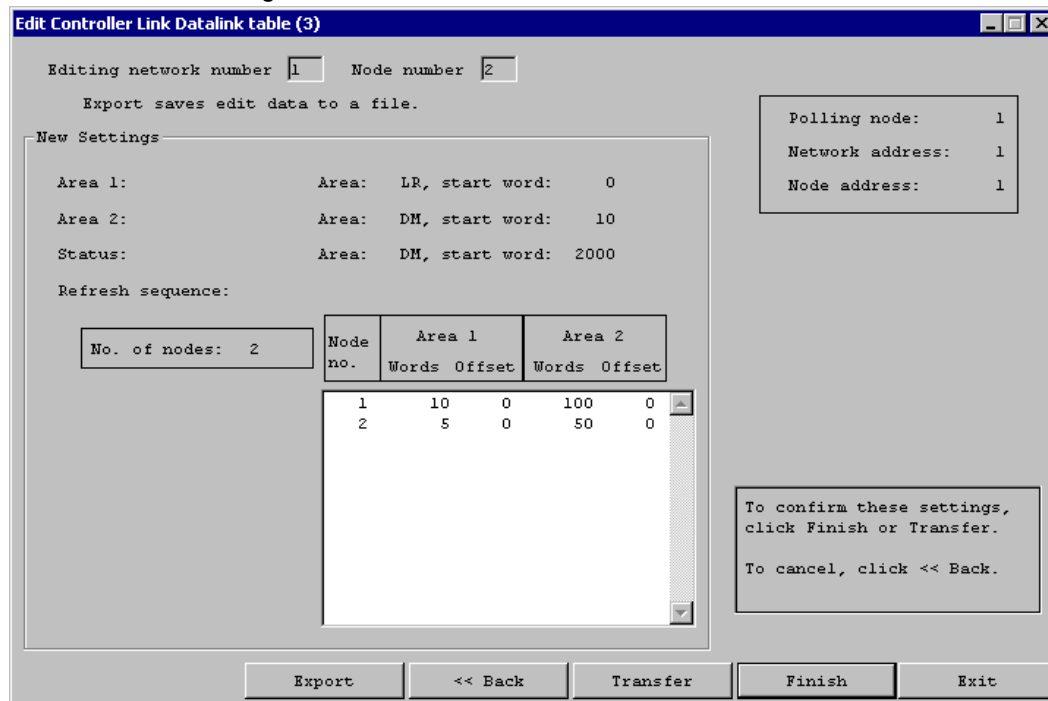 Edit Controller Link Datalink table (3)
Editing network number 1 Node number 2
Export saves edit data to a file.
Polling node: 1
Network address: 1
Node address: 1
New Settings
Area 1: Area: LR, start word: 0
Area 2: Area: DM, start word: 10
Status: Area: DM, start word: 2000
Refresh sequence:
No. of nodes: 2
Node no. Area 1 Area 2
Words Offset Words Offset
1 10 0 100 0
2 5 0 50 0
To confirm these settings,
click Finish or Transfer.
To cancel, click << Back.
Export << Back Transfer Finish Exit